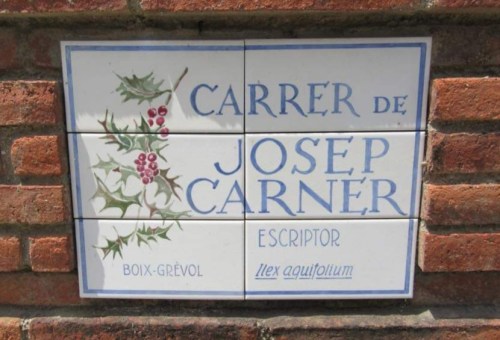 CARRER DE
JOSEP
CARNER
ESCRIPTOR
BOIX-GRÉVOL
Ilex aquifolium